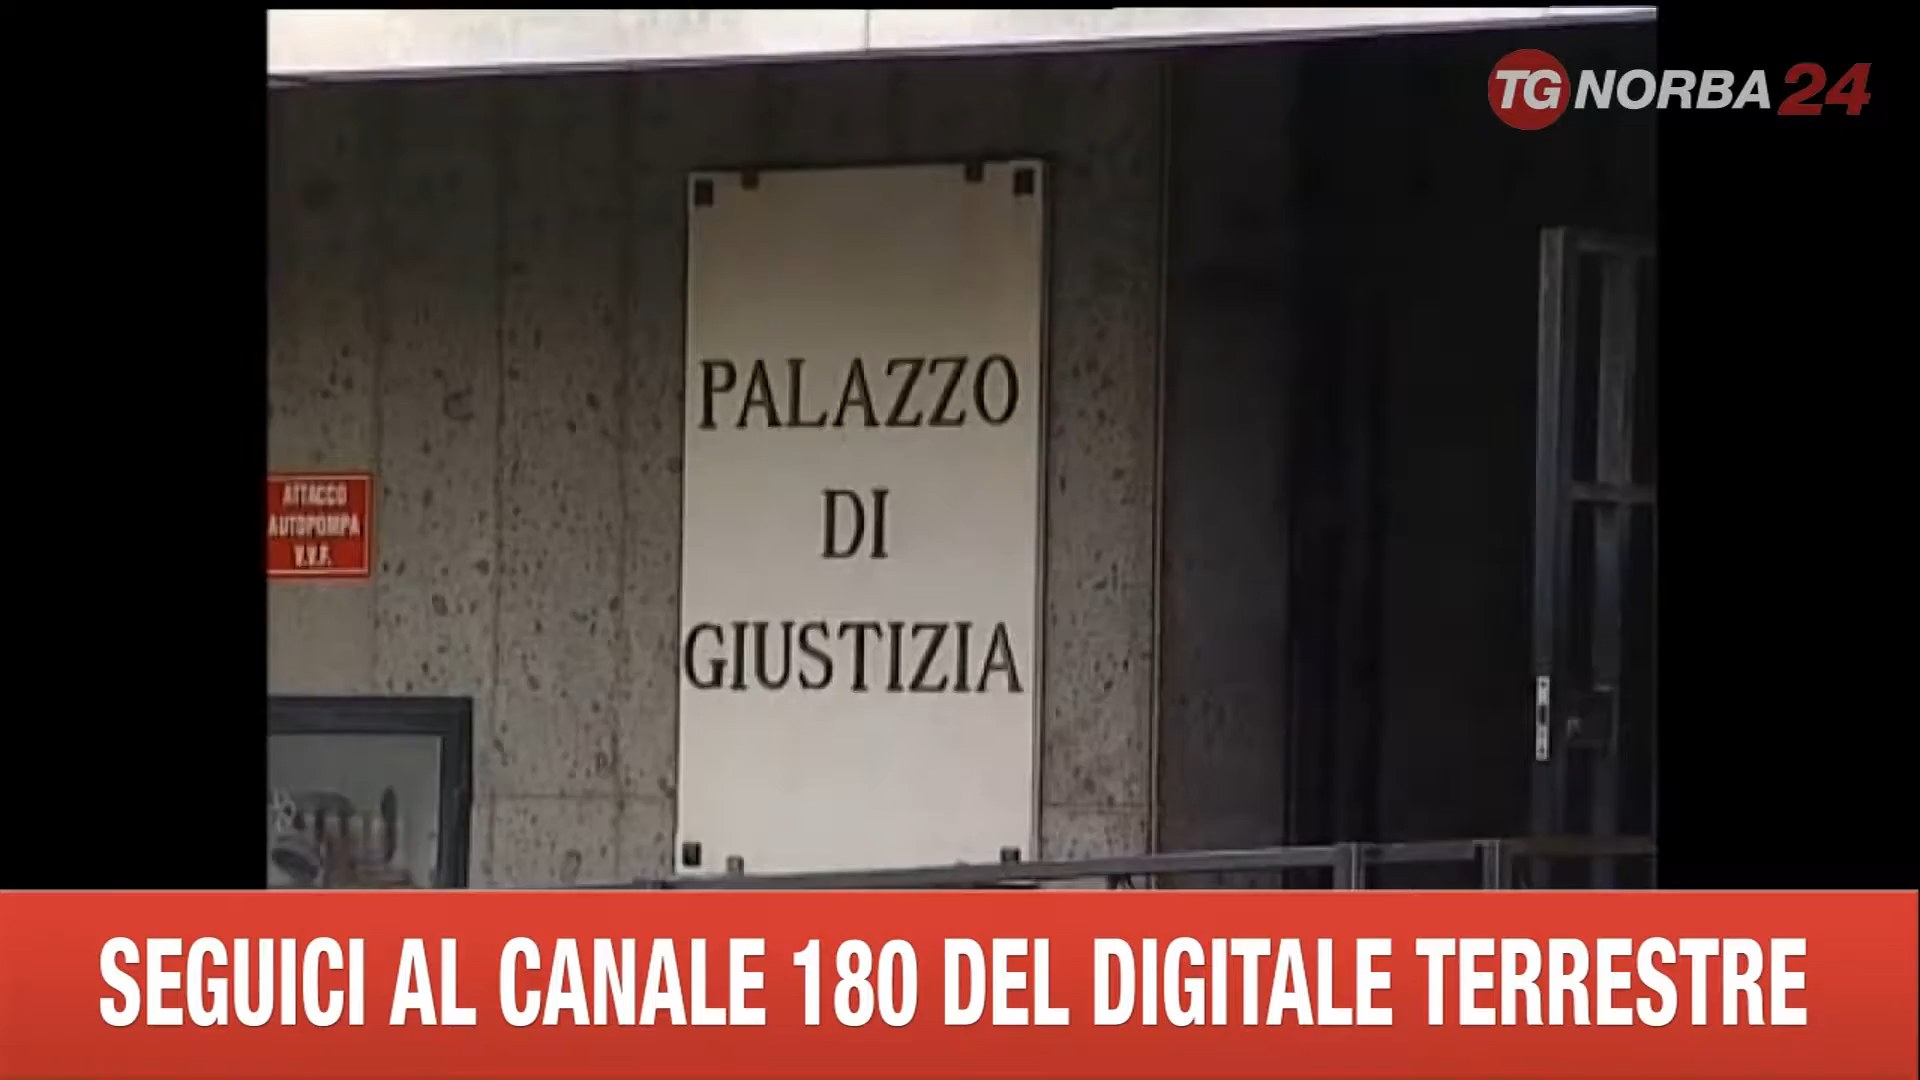 TG NORBA 24
PALAZZO
DI
GIUSTIZIA
ATTACCO
AUTOPOMPA
V.V.F.
SEGUICI AL CANALE 180 DEL DIGITALE TERRESTRE